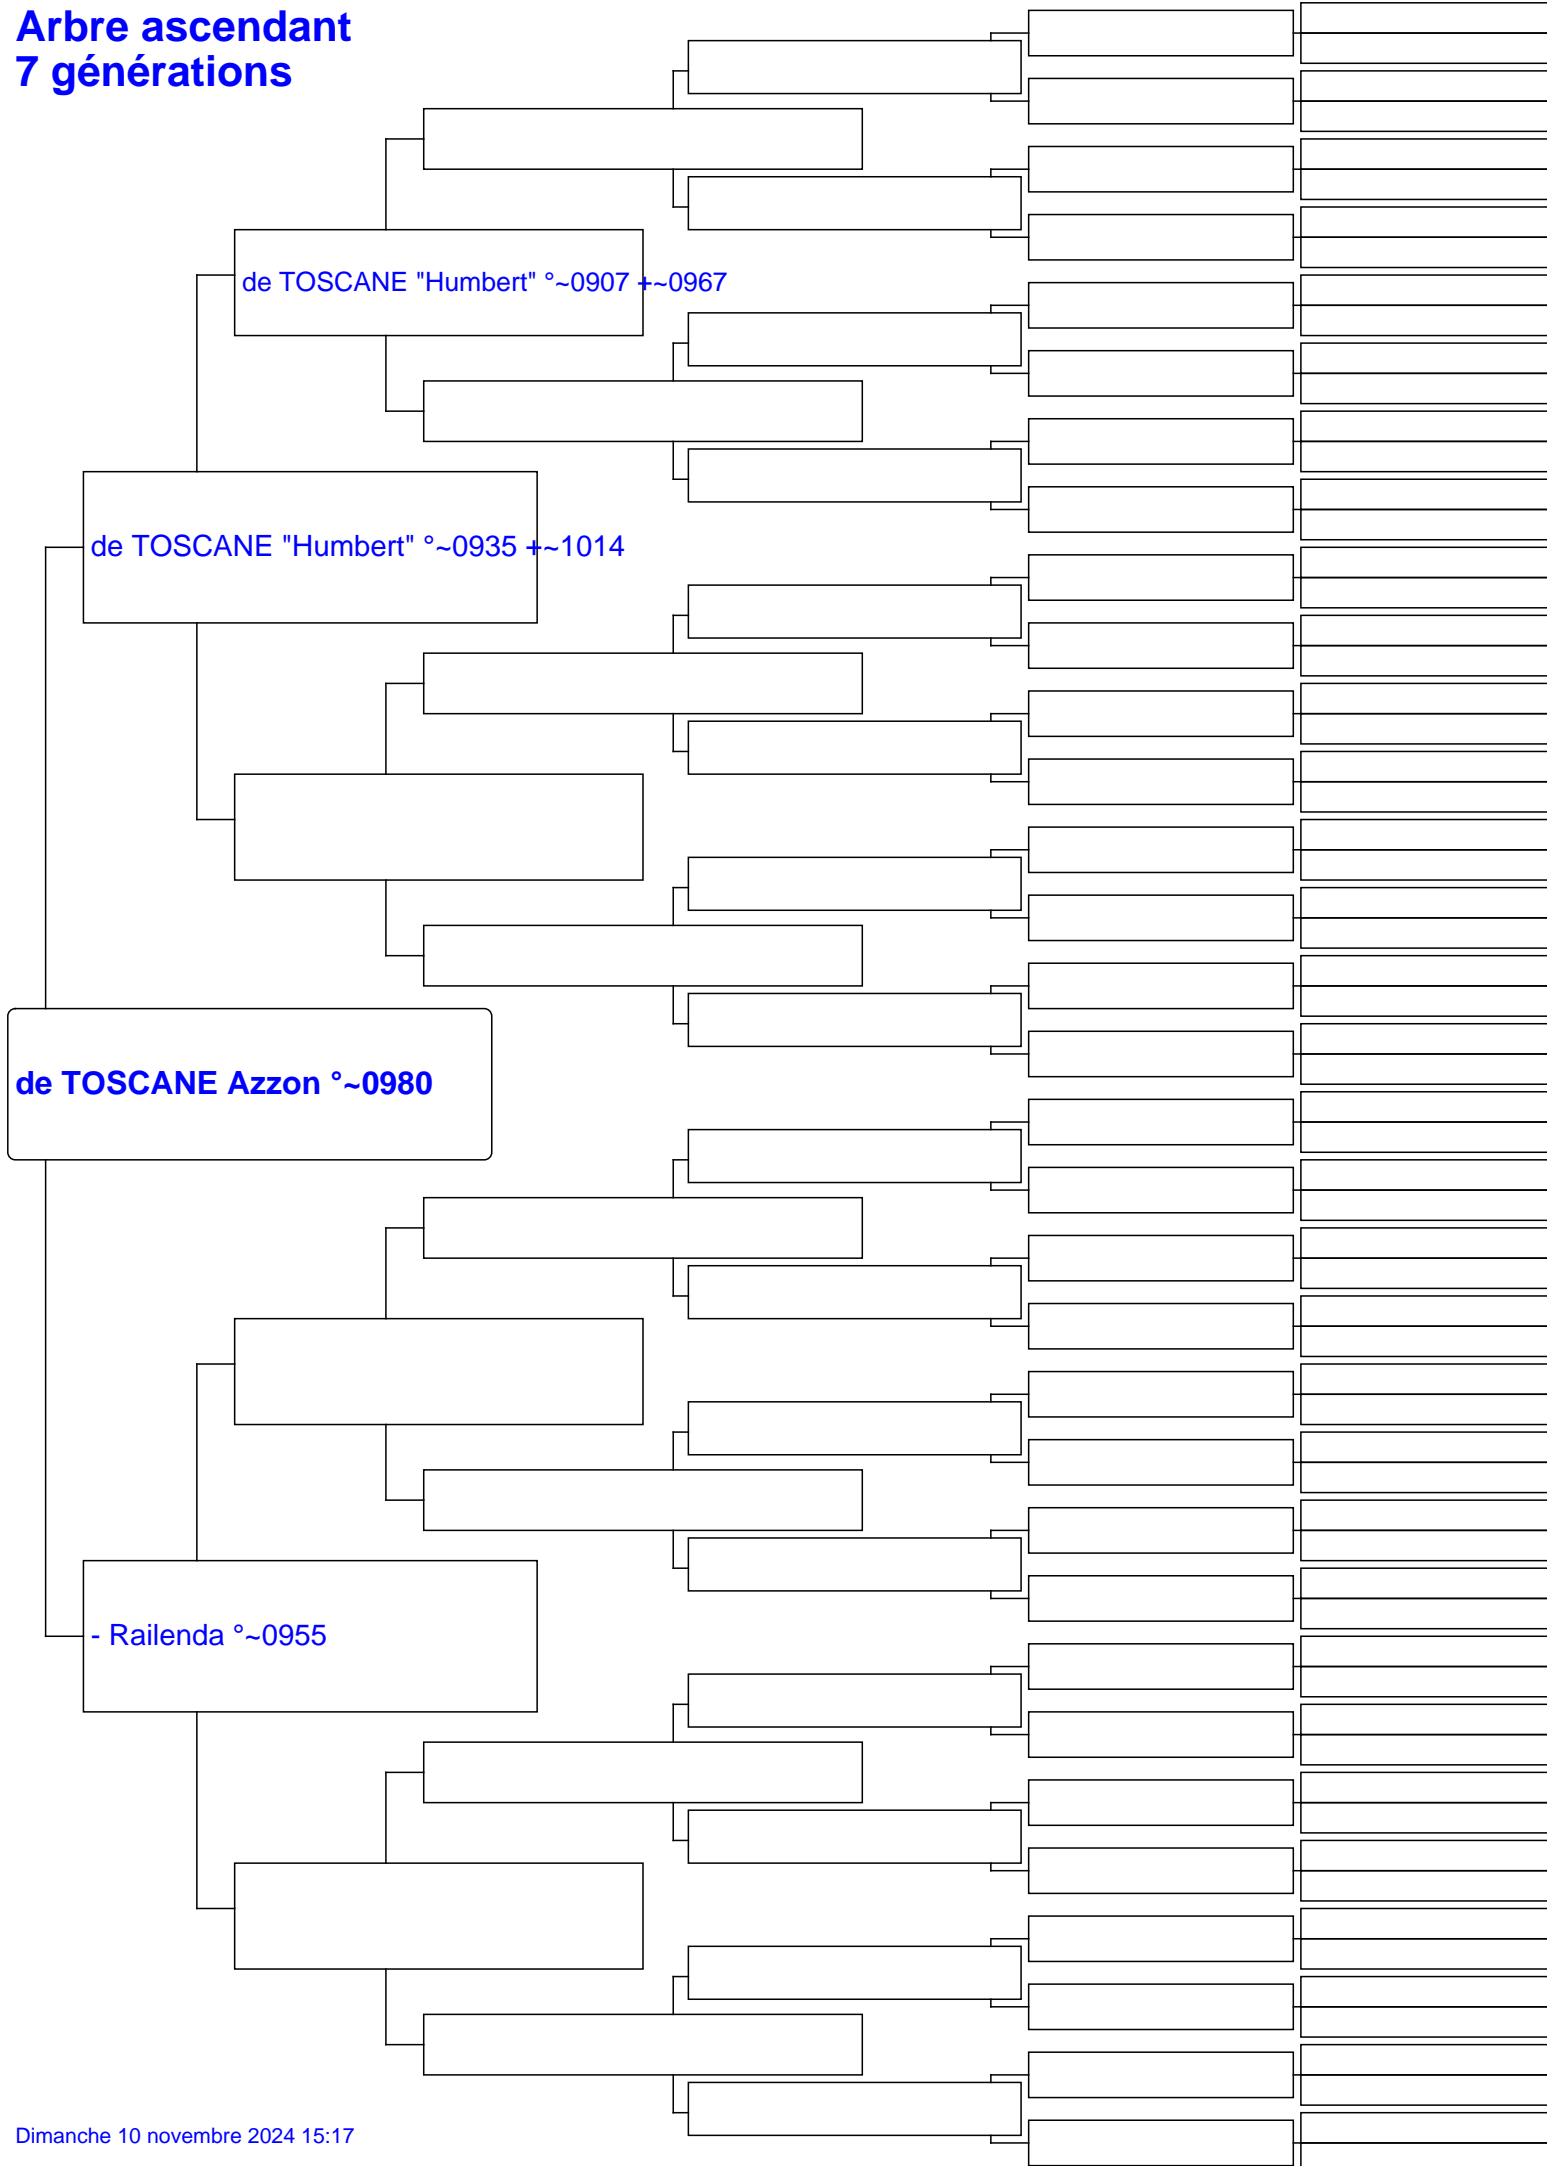 Arbre ascendant
7 générations
de TOSCANE "Humbert" °~0907 +~0967
de TOSCANE "Humbert" °~0935 +~1014
de TOSCANE Azzon °~0980
- Railenda °~0955
Dimanche 10 novembre 2024 15:17